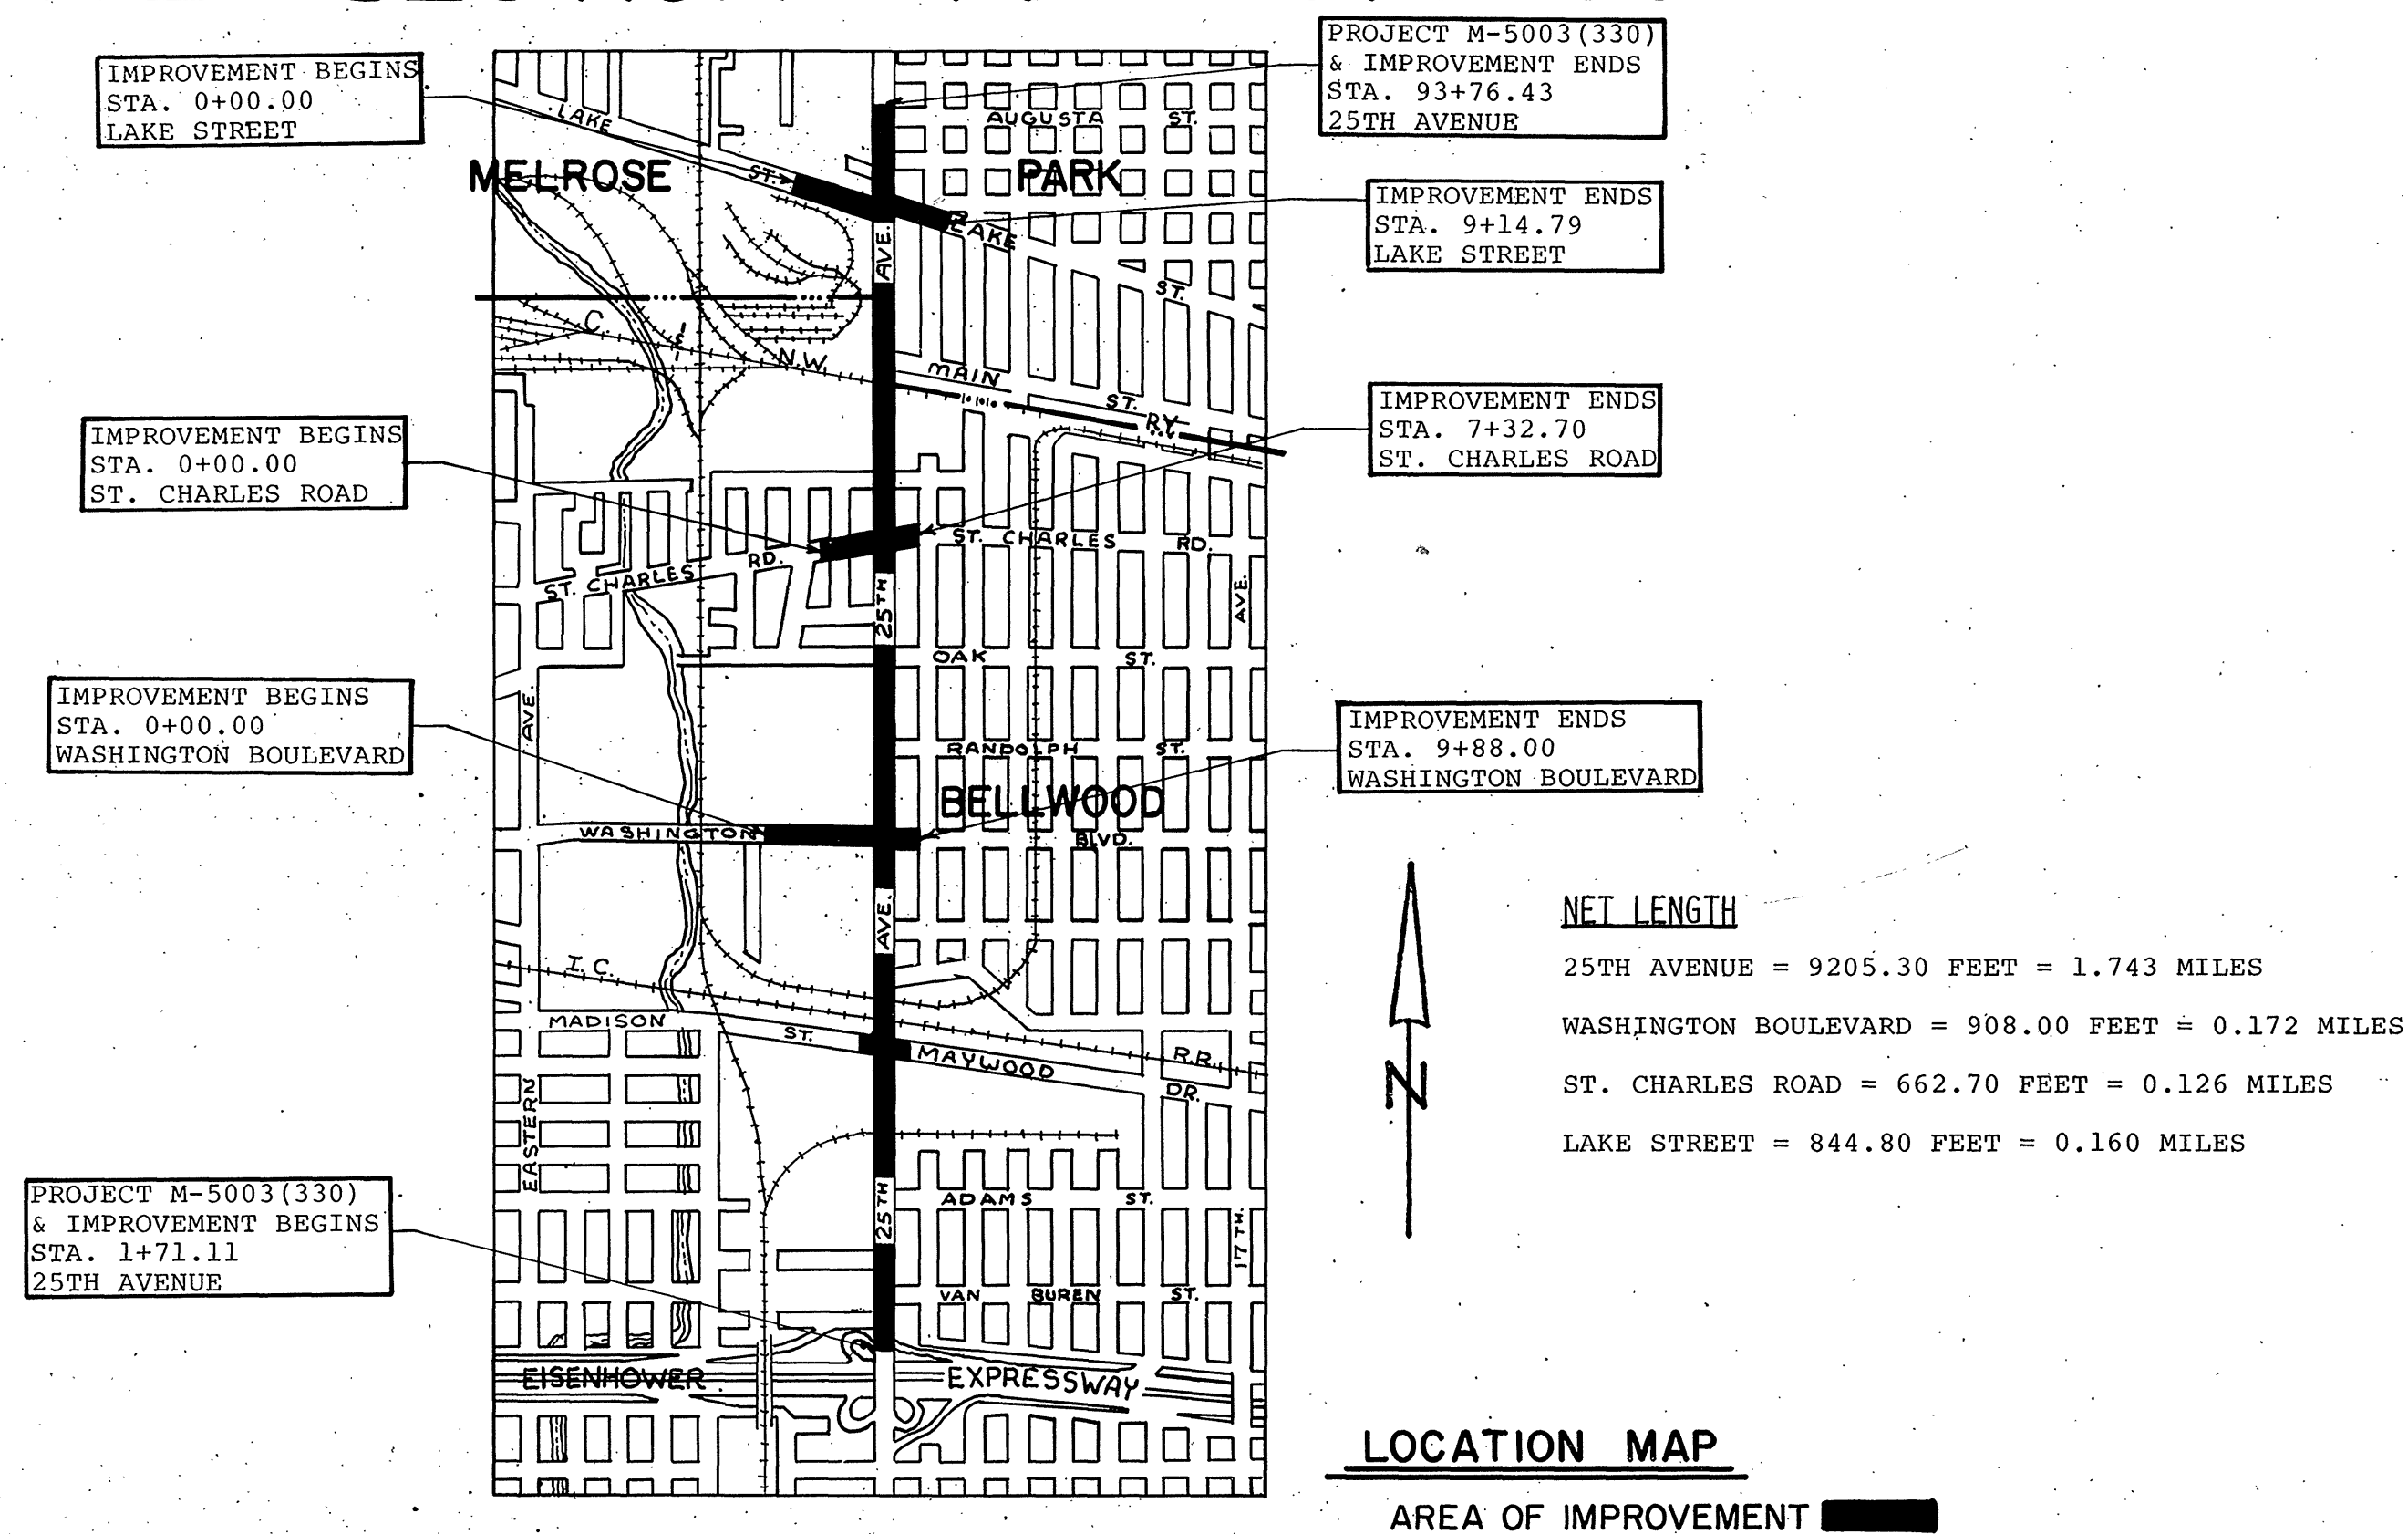 IMPROVEMENT BEGINS
STA. 0+00.00
LAKE STREET
PROJECT M-5003(330)
& IMPROVEMENT ENDS
STA. 93+76.43
25TH AVENUE
IMPROVEMENT ENDS
STA. 9+14.79
LAKE STREET
IMPROVEMENT BEGINS
STA. 0+00.00
ST. CHARLES ROAD
IMPROVEMENT ENDS
STA. 7+32.70
ST. CHARLES ROAD
IMPROVEMENT BEGINS
STA. 0+00.00
WASHINGTON BOULEVARD
IMPROVEMENT ENDS
STA. 9+88.00
WASHINGTON BOULEVARD
PROJECT M-5003(330)
& IMPROVEMENT BEGINS
STA. 1+71.11
25TH AVENUE
LAKE ST.
AUGUSTA ST.
MELROSE PARK
LAKE ST.
AVE.
C. & N.W. RY.
MAIN ST.
ST. CHARLES RD.
ST. CHARLES RD.
25TH
AVE.
OAK ST.
AVE.
RANDOLPH ST.
BELLWOOD
WASHINGTON BLVD.
AVE.
I.C. R.R.
MADISON ST.
MAYWOOD DR.
EASTERN
ADAMS ST.
25TH
17TH.
VAN BUREN ST.
EISENHOWER EXPRESSWAY
NET LENGTH
25TH AVENUE = 9205.30 FEET = 1.743 MILES
WASHINGTON BOULEVARD = 908.00 FEET = 0.172 MILES
ST. CHARLES ROAD = 662.70 FEET = 0.126 MILES
LAKE STREET = 844.80 FEET = 0.160 MILES
N
LOCATION MAP
AREA OF IMPROVEMENT